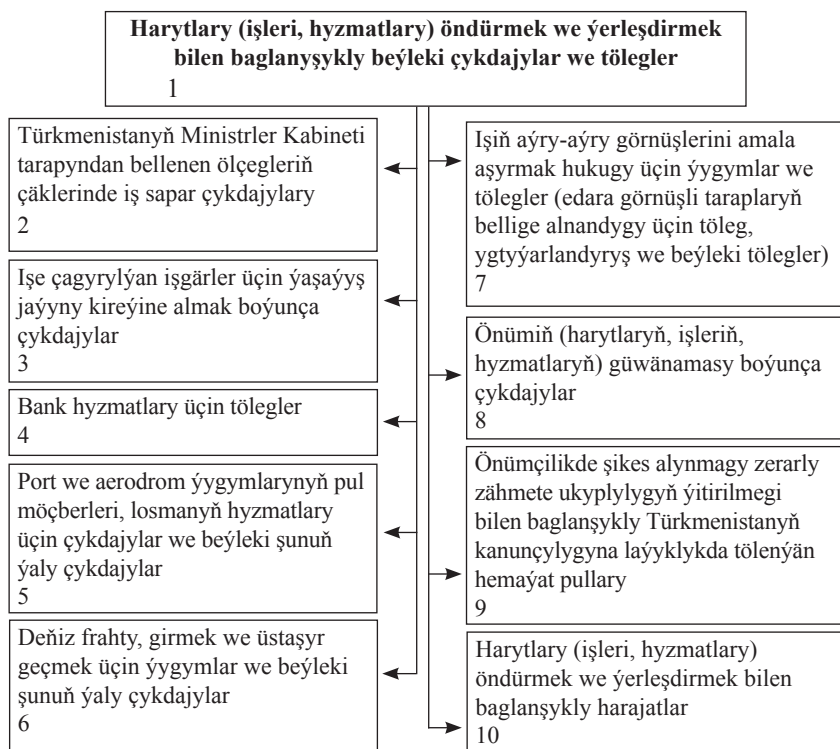 Harytlary (işleri, hyzmatlary) öndürmek we ýerleşdirmek
bilen baglanyşykly beýleki çykdajylar we tölegler
1
Türkmenistanyň Ministrler Kabineti
tarapyndan bellenen ölçegleriň
çäklerinde iş sapar çykdajylary
2
Işe çagyrylýan işgärler üçin ýaşaýyş
jaýyny kireýine almak boýunça
çykdajylar
3
Bank hyzmatlary üçin tölegler
4
Port we aerodrom ýygymlarynyň pul
möçberleri, losmanyň hyzmatlary
üçin çykdajylar we beýleki şunuň
ýaly çykdajylar
5
Deňiz frahty, girmek we üstaşyr
geçmek üçin ýygymlar we beýleki
şunuň ýaly çykdajylar
6
Işiň aýry-aýry görnüşlerini amala
aşyrmak hukugy üçin ýygymlar we
tölegler (edara görnüşli taraplaryň
bellige alnandygy üçin töleg,
ygtyýarlandyryş we beýleki tölegler)
7
Önümiň (harytlaryň, işleriň,
hyzmatlaryň) güwänamasy boýunça
çykdajylar
8
Önümçilikde şikes alynmagy zerarly
zähmete ukyplylygyň ýitirilmegi
bilen baglanşykly Türkmenistanyň
kanunçylygyna laýyklykda tölenýän
hemaýat pullary
9
Harytlary (işleri, hyzmatlary)
öndürmek we ýerleşdirmek bilen
baglanşykly harajatlar
10